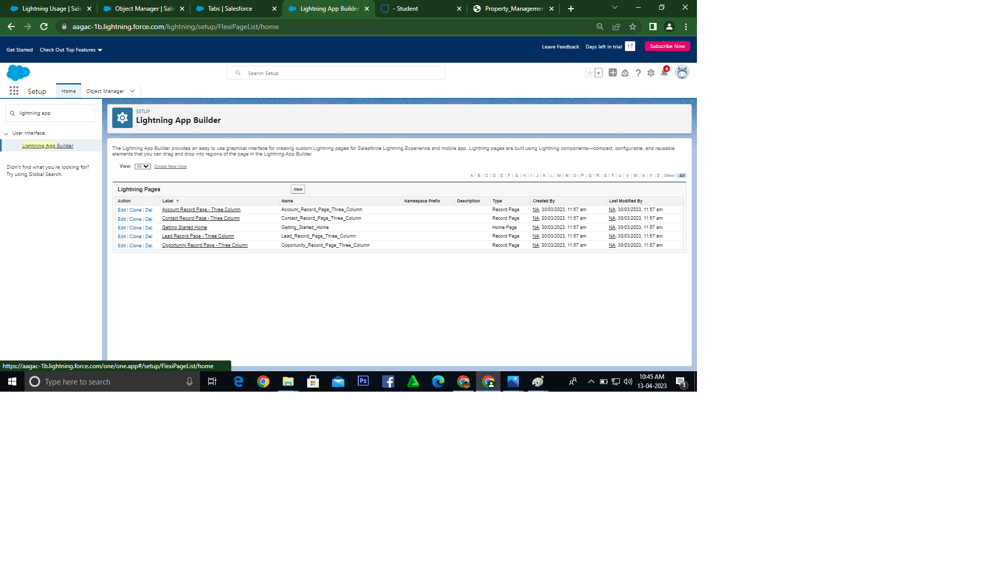 Lightning Usage | Sale
Object Manager | Sale
Tabs | Salesforce
Lightning App Builder
- Student
Property_Managemen
aagac-1b.lightning.force.com/lightning/setup/FlexiPageList/home
Get Started
Check Out Top Features
Leave Feedback
Days left in trial
17
Subscribe Now
Search Setup
6
Setup
Home
Object Manager
lightning app
User Interface
Lightning App Builder
Didn't find what you're looking for?
Try using Global Search.
SETUP
Lightning App Builder
The Lightning App Builder provides an easy to use graphical interface for creating custom Lightning pages for Salesforce Lightning Experience and mobile app. Lightning pages are built using Lightning components—compact, configurable, and reusable
elements that you can drag and drop into regions of the page in the Lightning App Builder.
View: All Create New View
A | B | C | D | E | F | G | H | I | J | K | L | M | N | O | P | Q | R | S | T | U | V | W | X | Y | Z | Other | All
Lightning Pages New
Action Label Name Namespace Prefix Description Type Created By Last Modified By
Edit | Clone | Del Account Record Page - Three Column Account_Record_Page_Three_Column Record Page NA, 30/03/2023, 11:57 am NA, 30/03/2023, 11:57 am
Edit | Clone | Del Contact Record Page - Three Column Contact_Record_Page_Three_Column Record Page NA, 30/03/2023, 11:57 am NA, 30/03/2023, 11:57 am
Edit | Clone | Del Getting Started Home Getting_Started_Home Home Page NA, 30/03/2023, 11:57 am NA, 30/03/2023, 11:57 am
Edit | Clone | Del Lead Record Page - Three Column Lead_Record_Page_Three_Column Record Page NA, 30/03/2023, 11:57 am NA, 30/03/2023, 11:57 am
Edit | Clone | Del Opportunity Record Page - Three Column Opportunity_Record_Page_Three_Column Record Page NA, 30/03/2023, 11:57 am NA, 30/03/2023, 11:57 am
https://aagac-1b.lightning.force.com/one/one.app#/setup/FlexiPageList/home
Type here to search
Ps
10:45 AM
13-04-2023
3